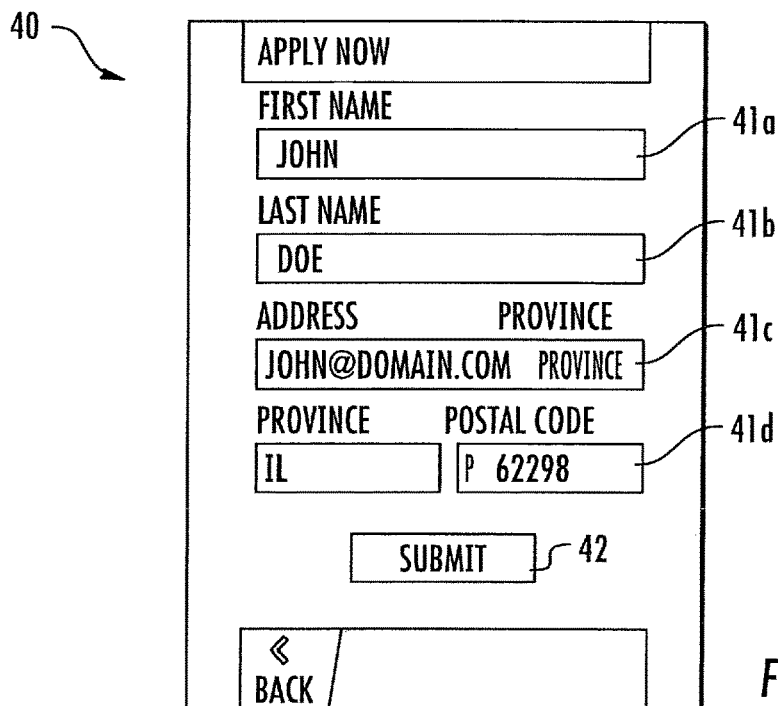 40
APPLY NOW
FIRST NAME
JOHN
41a
LAST NAME
DOE
41b
ADDRESS PROVINCE
JOHN@DOMAIN.COM PROVINCE
41c
PROVINCE POSTAL CODE
IL P 62298
41d
SUBMIT
42
«
BACK
F